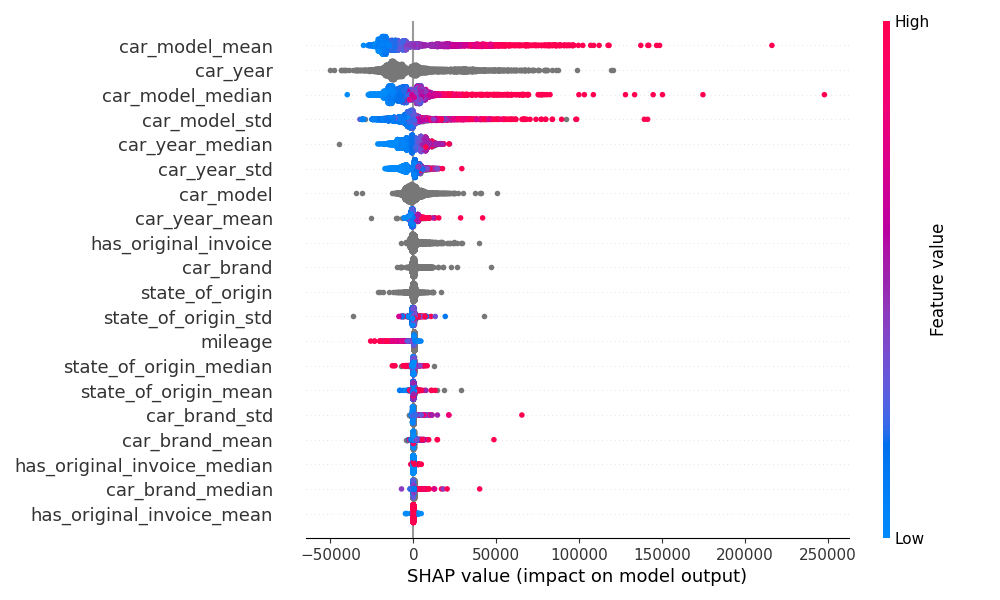 High
car_model_mean
car_year
car_model_median
car_model_std
car_year_median
car_year_std
car_model
car_year_mean
has_original_invoice
car_brand
state_of_origin
state_of_origin_std
mileage
state_of_origin_median
state_of_origin_mean
car_brand_std
car_brand_mean
has_original_invoice_median
car_brand_median
has_original_invoice_mean
Feature value
Low
−50000 0 50000 100000 150000 200000 250000
SHAP value (impact on model output)